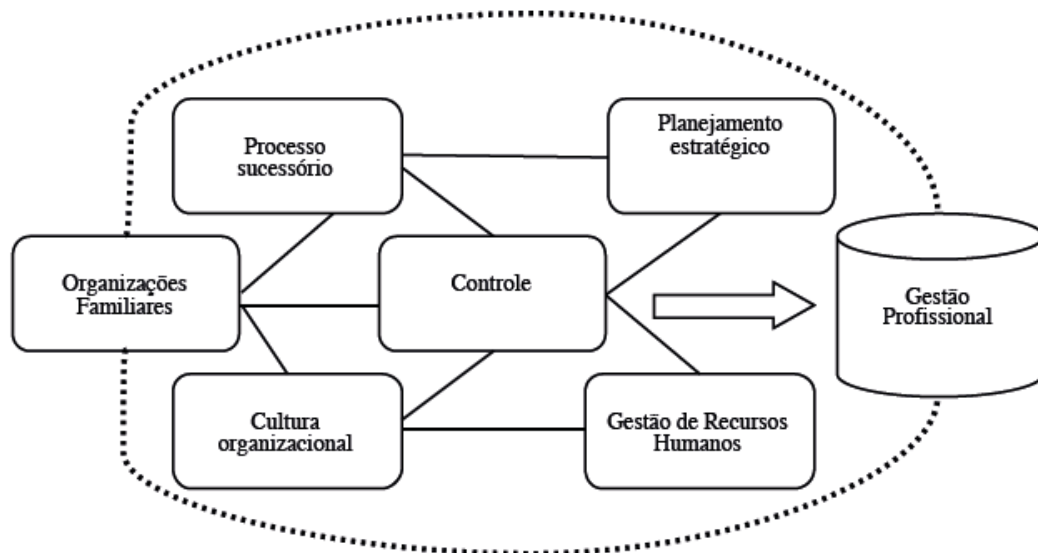 Processo
sucessório
Planejamento
estratégico
Organizações
Familiares
Controle
Gestão
Profissional
Cultura
organizacional
Gestão de Recursos
Humanos